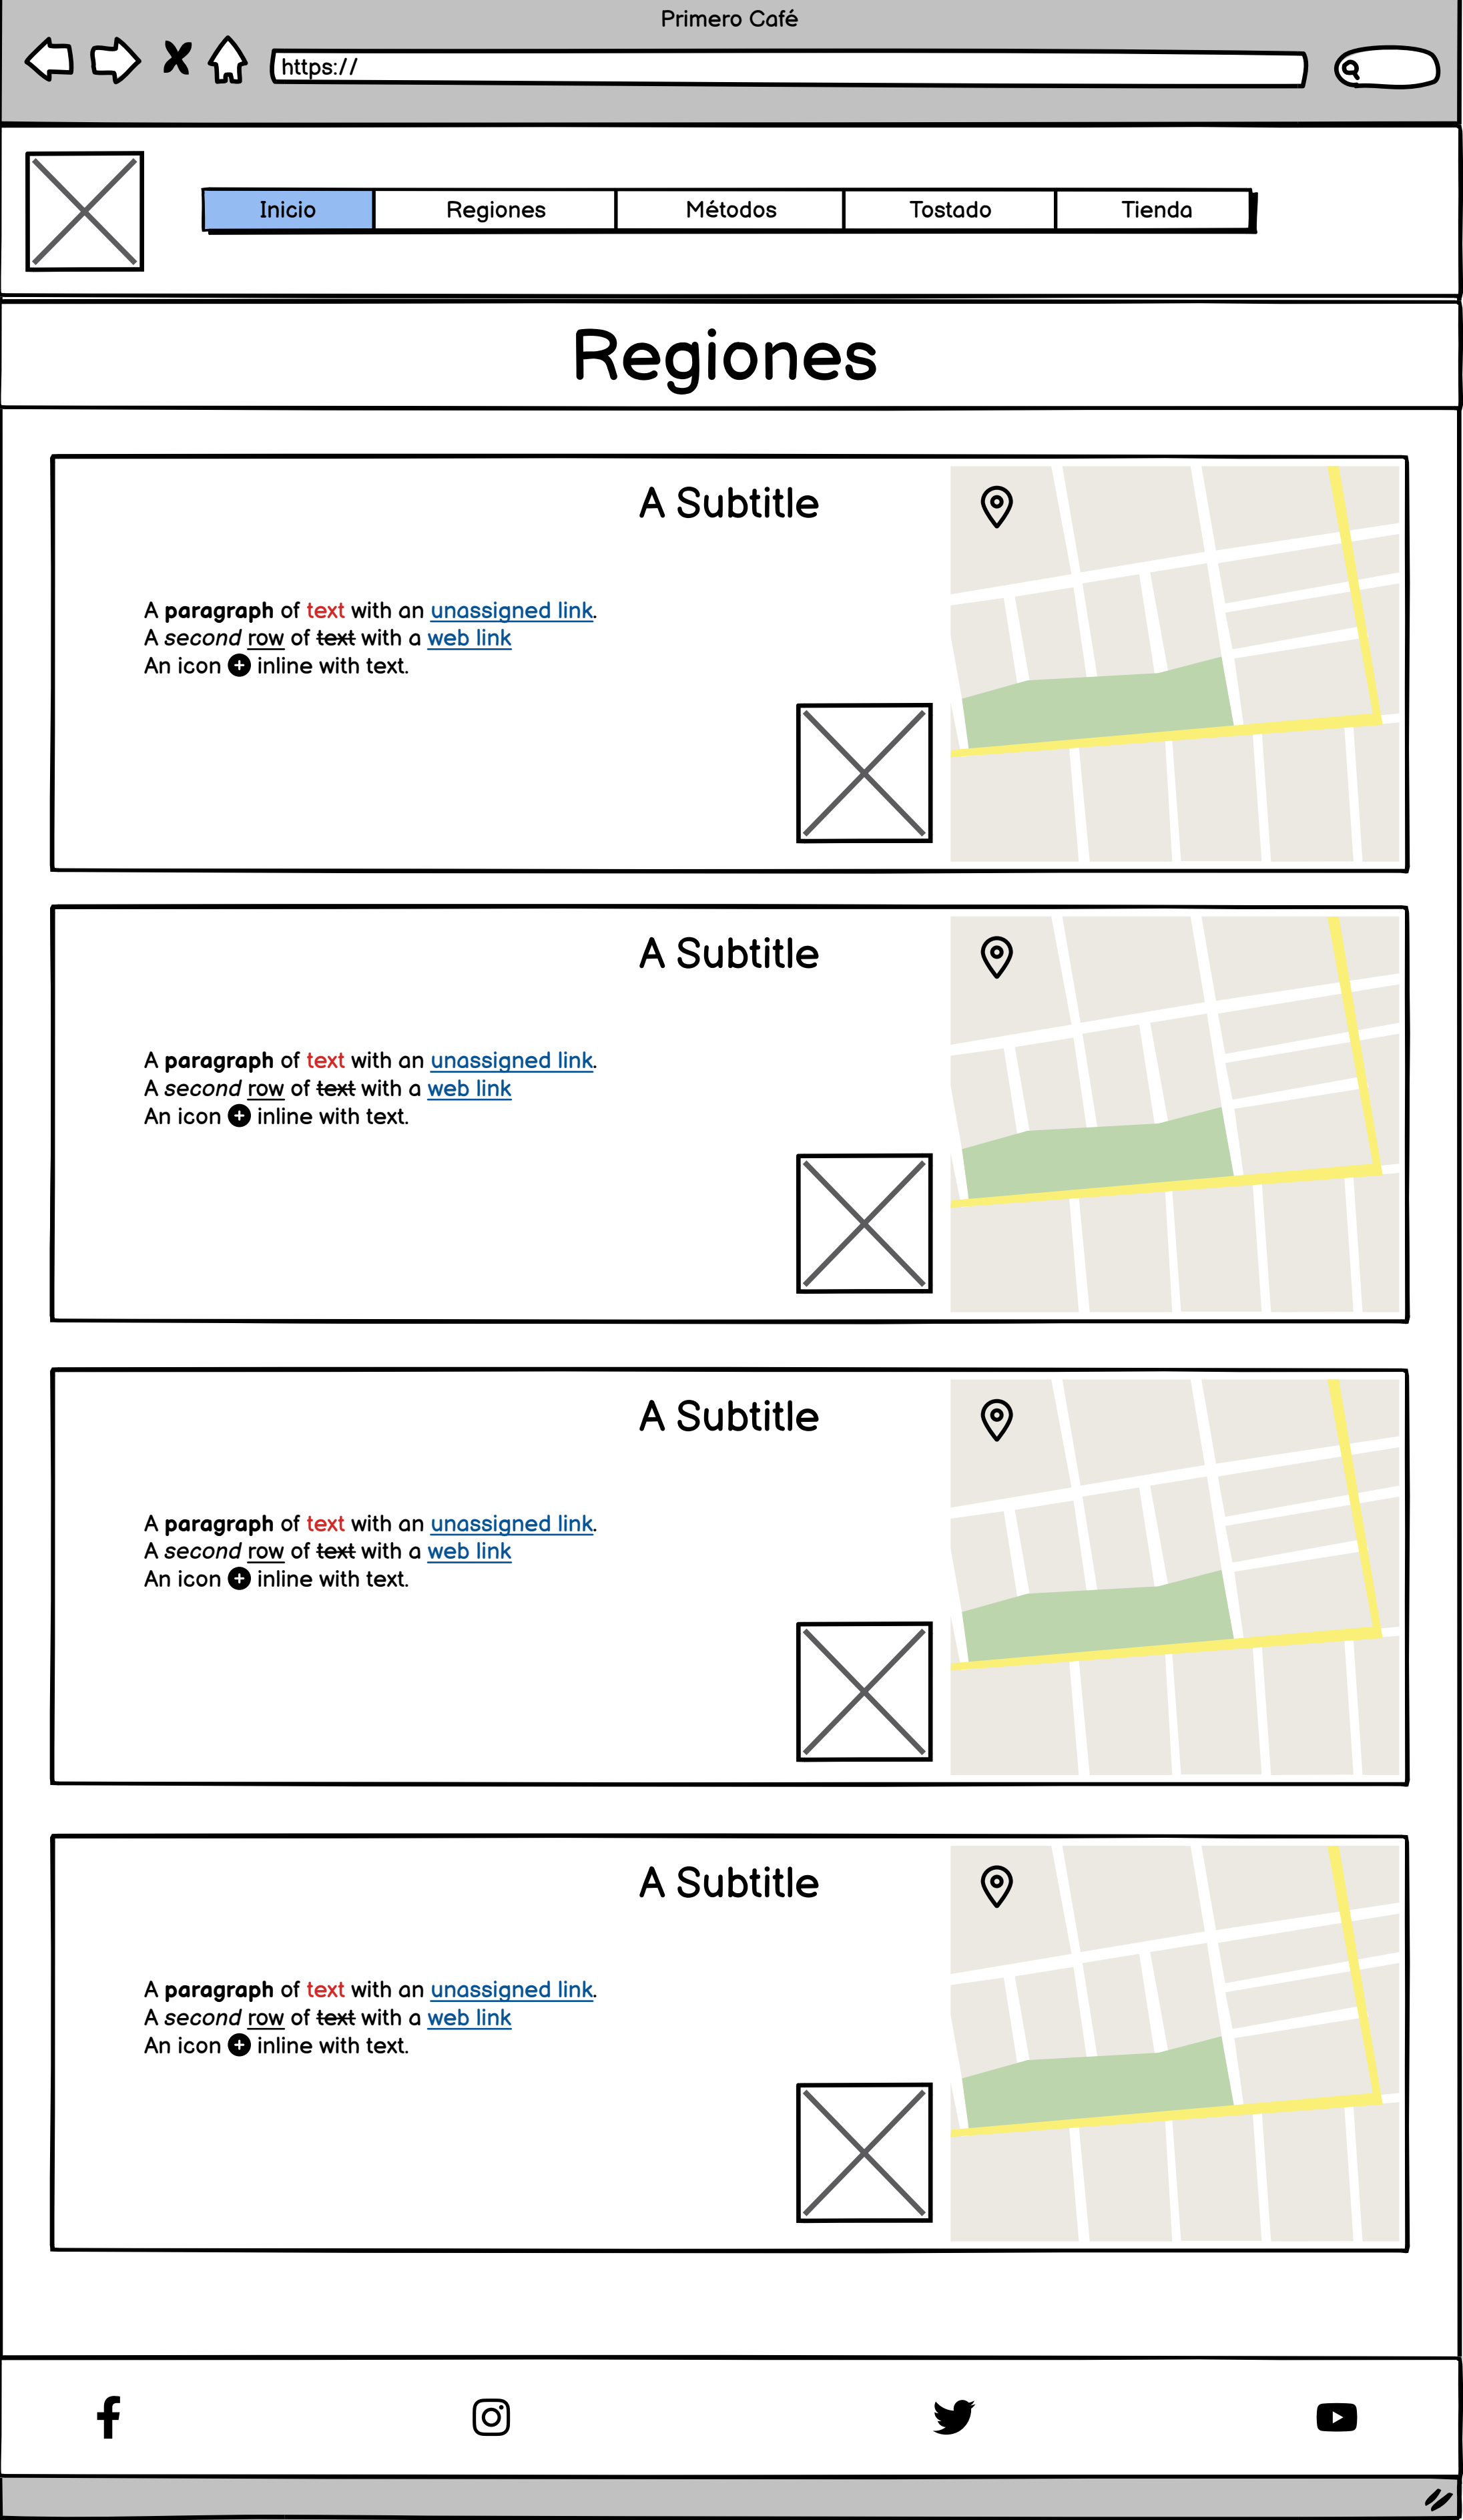 Primero Café
https://
Inicio Regiones Métodos Tostado Tienda
Regiones
A Subtitle
A paragraph of text with an unassigned link.
A second row of text with a web link
An icon inline with text.
A Subtitle
A paragraph of text with an unassigned link.
A second row of text with a web link
An icon inline with text.
A Subtitle
A paragraph of text with an unassigned link.
A second row of text with a web link
An icon inline with text.
A Subtitle
A paragraph of text with an unassigned link.
A second row of text with a web link
An icon inline with text.